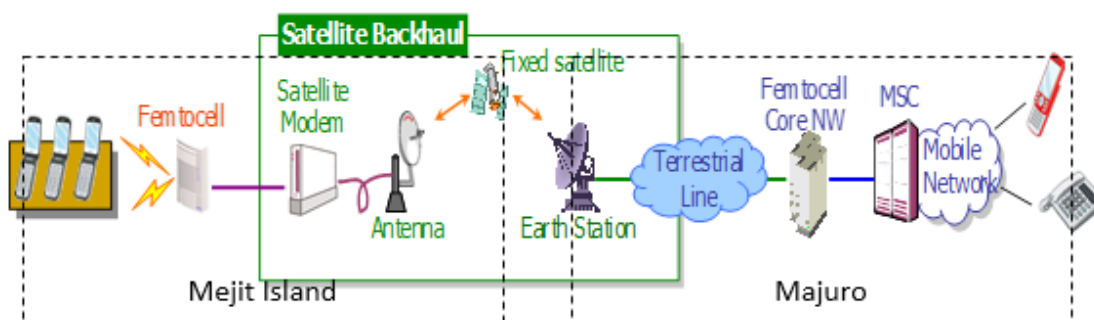 Satellite Backhaul
Fixed satellite
Femtocell
Satellite
Modem
Femtocell
Core NW
MSC
Terrestrial
Line
Mobile
Network
Antenna
Earth Station
Mejit Island
Majuro